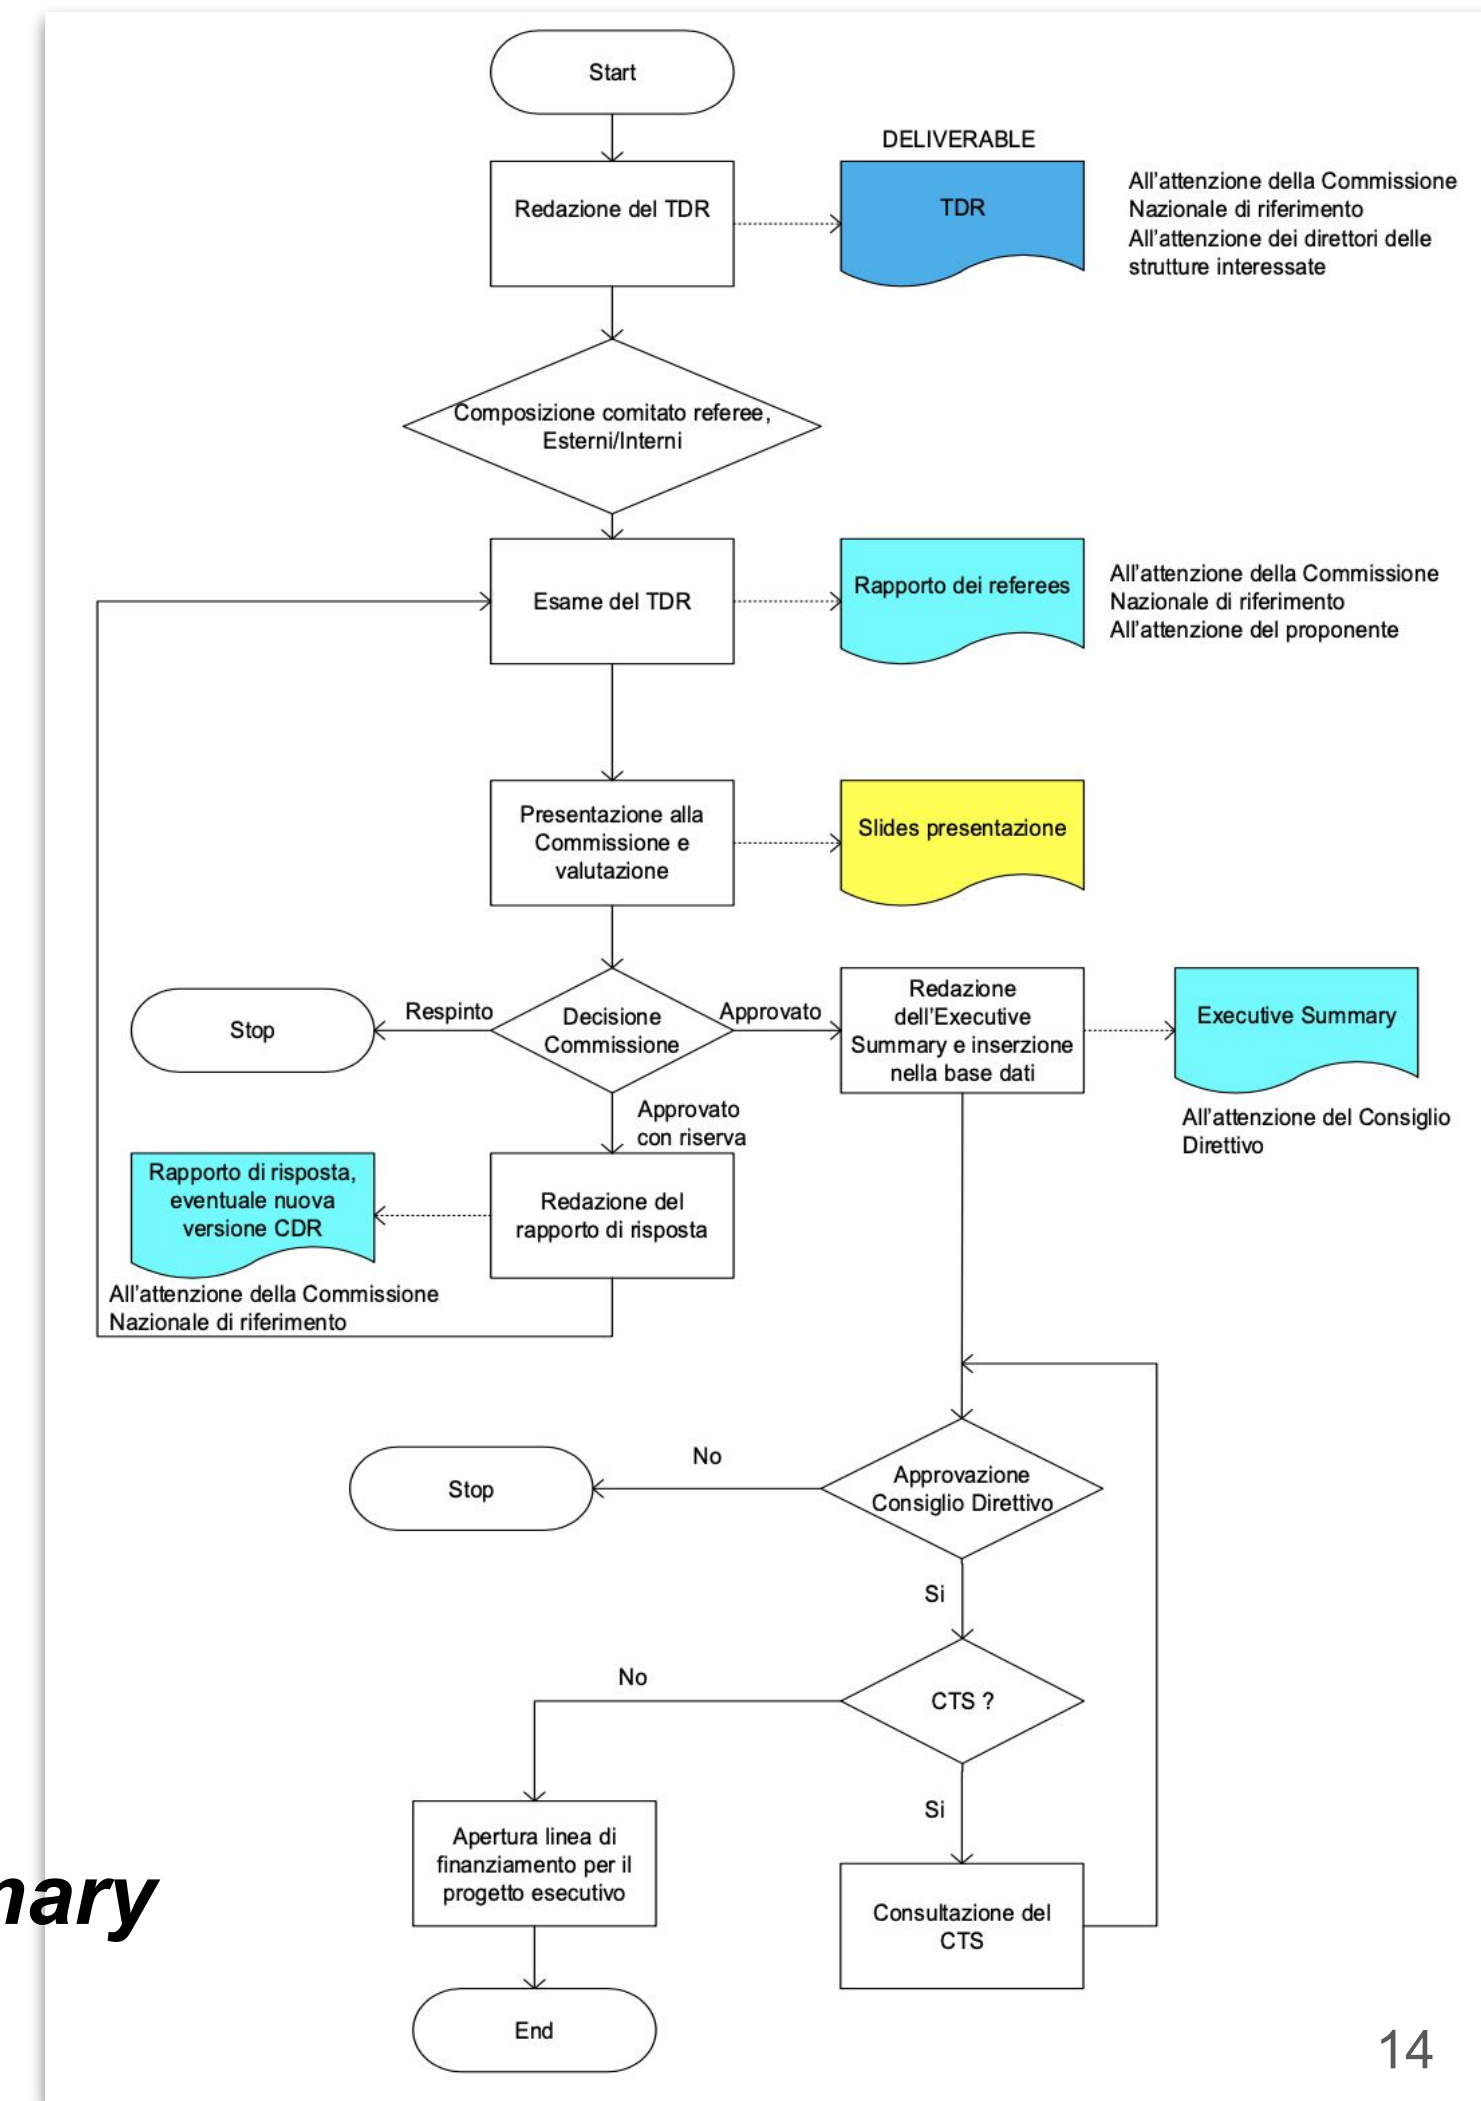 Start
DELIVERABLE
Redazione del TDR
TDR
All'attenzione della Commissione
Nazionale di riferimento
All'attenzione dei direttori delle
strutture interessate
Composizione comitato referee,
Esterni/Interni
Esame del TDR
Rapporto dei referees
All'attenzione della Commissione
Nazionale di riferimento
All'attenzione del proponente
Presentazione alla
Commissione e
valutazione
Slides presentazione
Stop
Respinto
Decisione
Commissione
Approvato
Redazione
dell'Executive
Summary e inserzione
nella base dati
Executive Summary
All'attenzione del Consiglio
Direttivo
Approvato
con riserva
Rapporto di risposta,
eventuale nuova
versione CDR
Redazione del
rapporto di risposta
All'attenzione della Commissione
Nazionale di riferimento
Stop
No
Approvazione
Consiglio Direttivo
Si
No
CTS ?
Si
Apertura linea di
finanziamento per il
progetto esecutivo
mary
Consultazione del
CTS
End
14